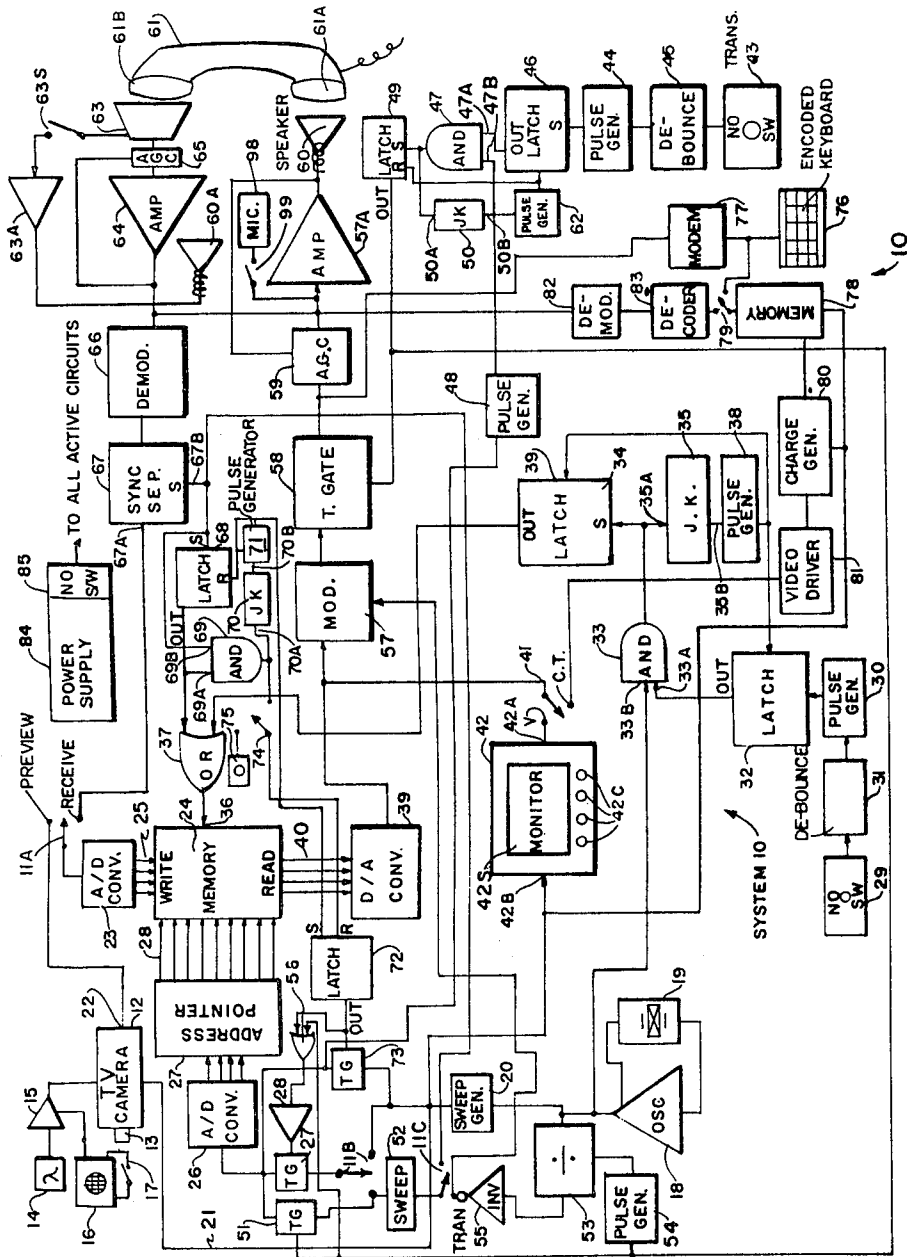 14
λ
15
16
17
13
TV CAMERA
12
22
11A
PREVIEW
RECEIVE
84
POWER SUPPLY
85
NO S/W
TO ALL ACTIVE CIRCUITS
67
SYNC SEP.
S
67A
67B
66
DEMOD.
63A
64
AMP
AGC
65
63
63S
60A
61B
61
61A
21
23
A/D CONV.
25
WRITE
24
MEMORY
READ
36
37
OR
28
ADDRESS POINTER
27
26
A/D CONV.
40
39
D/A CONV.
75
74
OUT
S
LATCH
68
R
69
69B
69A
AND
70
JK
70A
70B
71
PULSE GENERATOR
57
MOD.
58
T. GATE
59
A.G.C
99
98
MIC.
AMP
57A
SPEAKER
60
51
TG
27
TG
28
56
S
LATCH
R
72
OUT
73
TG
11B
SWEEP
52
11C
SWEEP GEN.
20
TRAN
INV
55
53
÷
54
PULSE GEN.
OSC
18
19
42
42A
V
41
C.T.
MONITOR
42S
42B
42C
OUT
39
LATCH
34
S
35A
J.K.
35
35B
PULSE GEN.
38
33
AND
33B
33A
OUT
LATCH
32
PULSE GEN.
30
DE-BOUNCE
31
NO SW
29
SYSTEM 10
VIDEO DRIVER
81
CHARGE GEN.
80
MEMORY
78
79
DE-CODER
83
DE-MOD.
82
MODEM
77
ENCODED KEYBOARD
76
48
PULSE GEN.
50A
JK
50
50B
PULSE GEN.
62
OUT
LATCH
R S
49
AND
47
47A
47B
OUT
LATCH
S
46
PULSE GEN.
44
DE-BOUNCE
45
NO SW
TRANS.
43
10